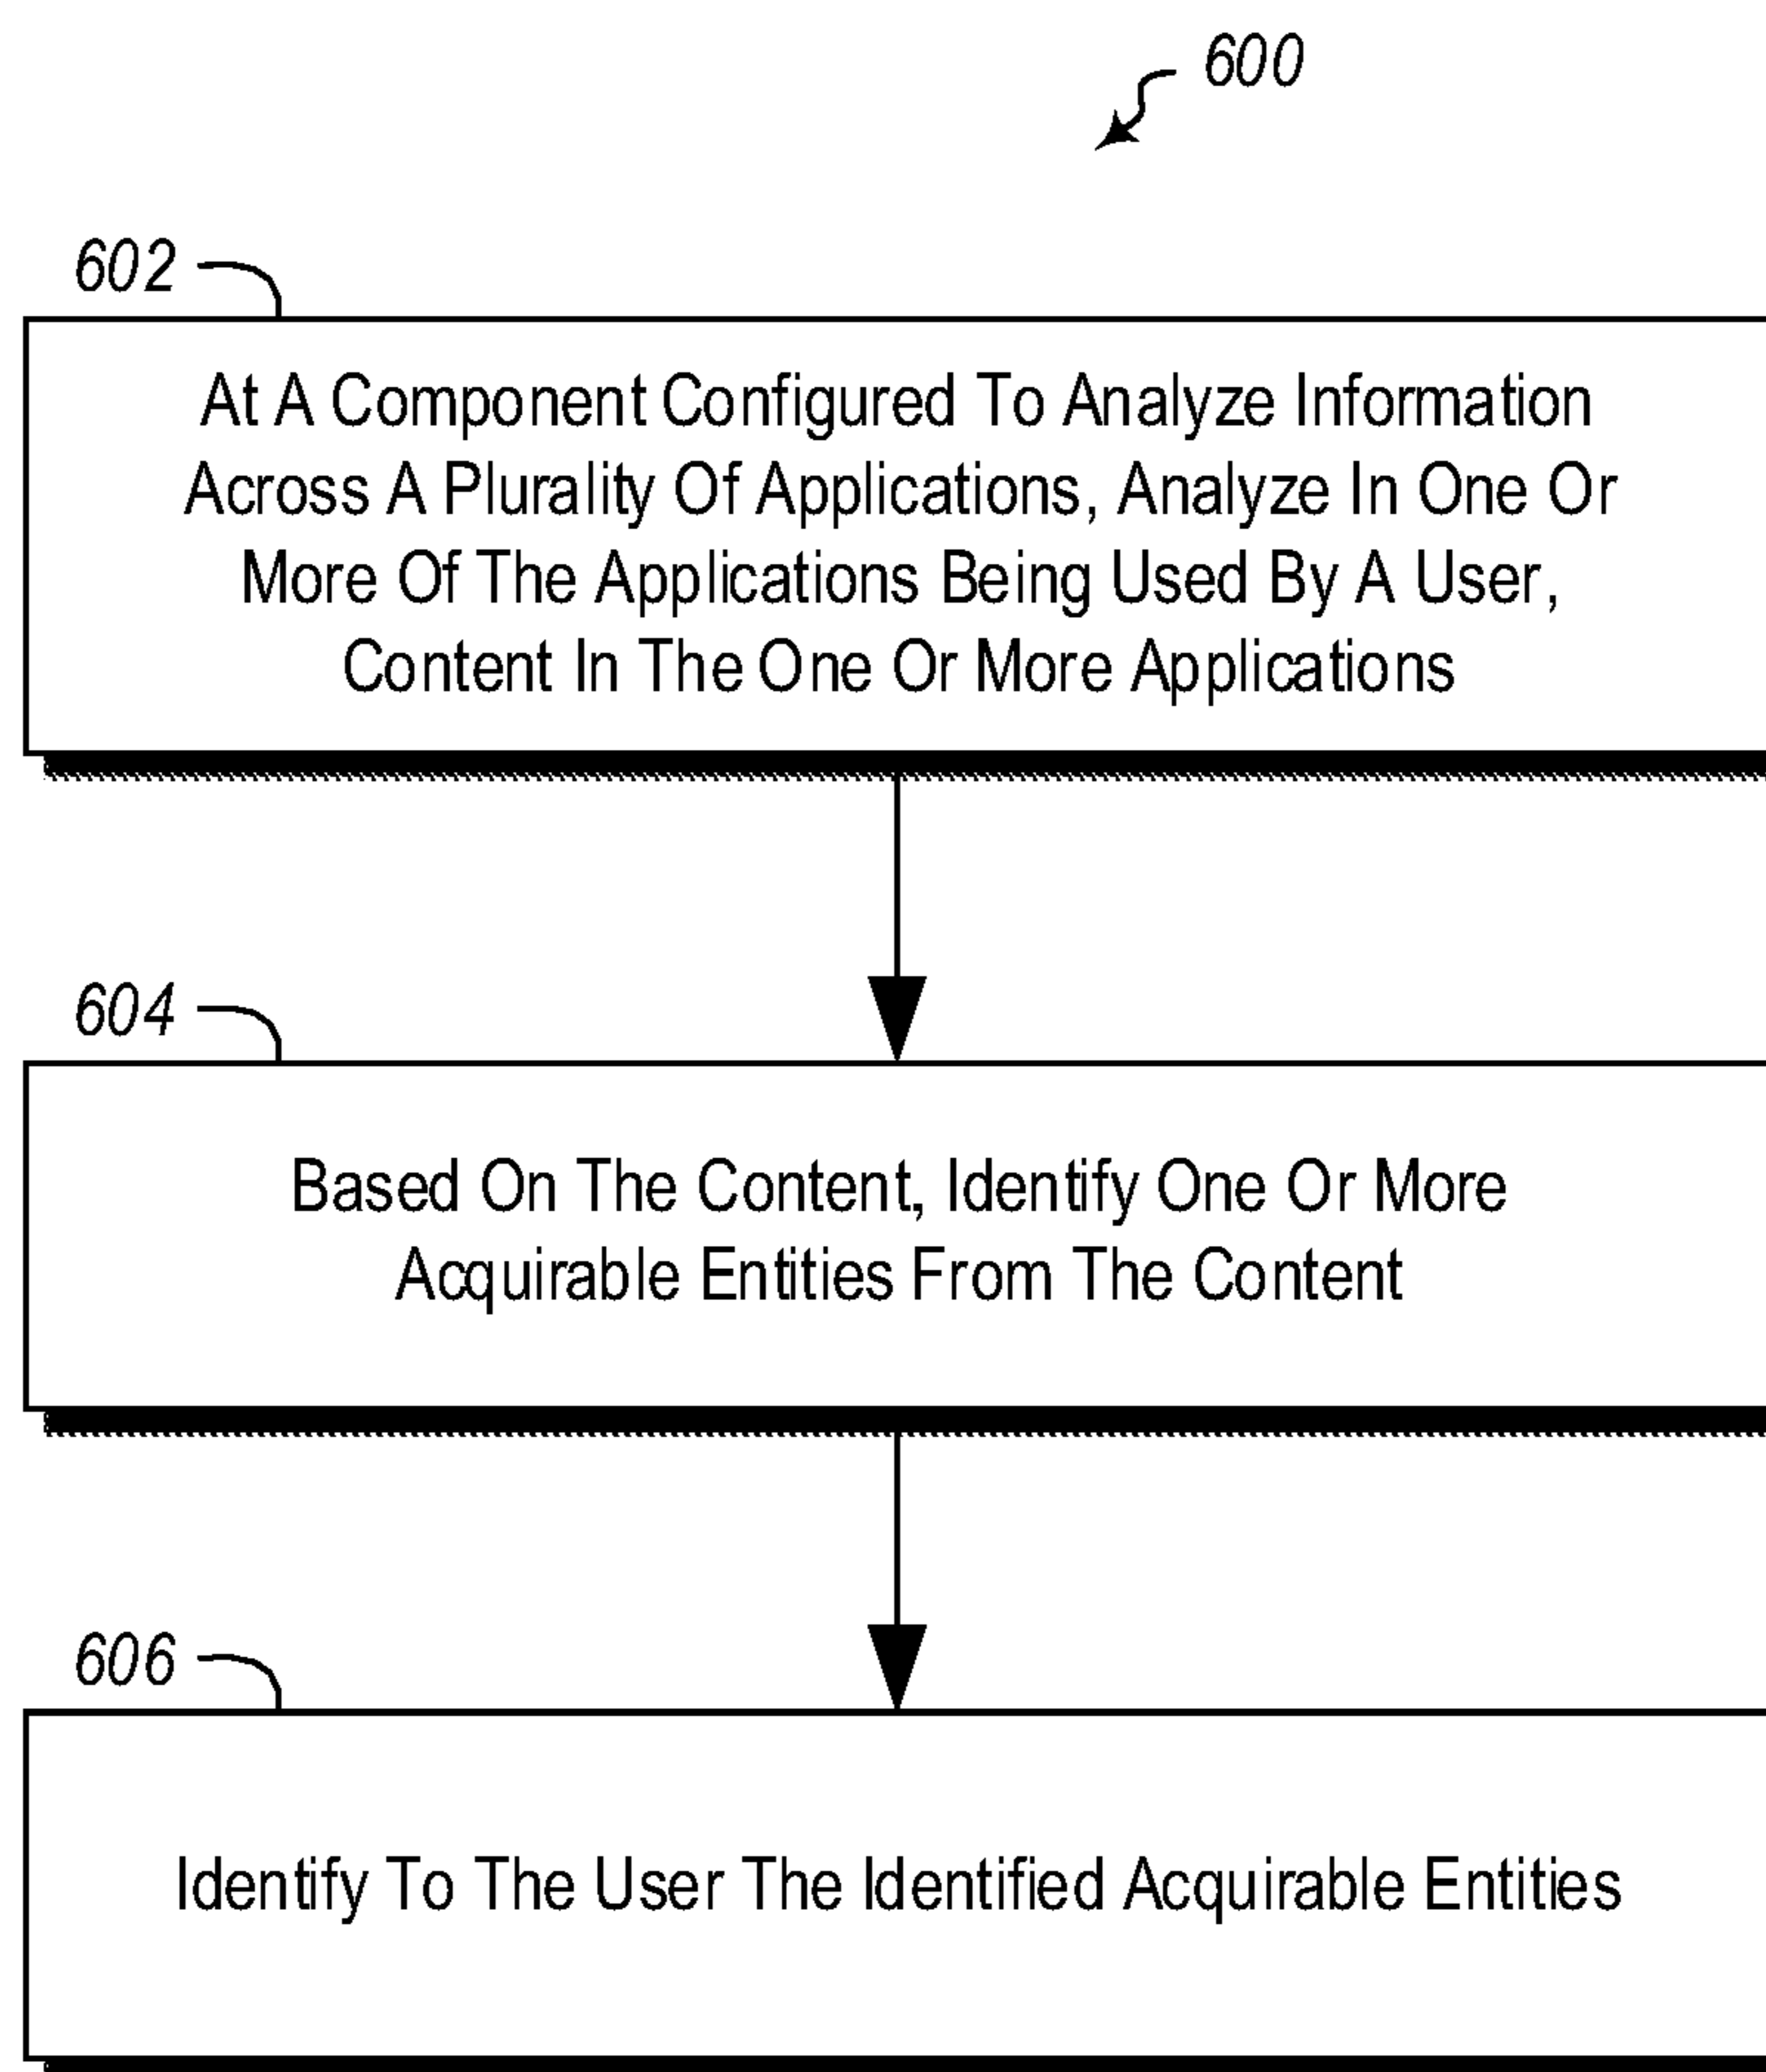 600
602
At A Component Configured To Analyze Information
Across A Plurality Of Applications, Analyze In One Or
More Of The Applications Being Used By A User,
Content In The One Or More Applications
604
Based On The Content, Identify One Or More
Acquirable Entities From The Content
606
Identify To The User The Identified Acquirable Entities